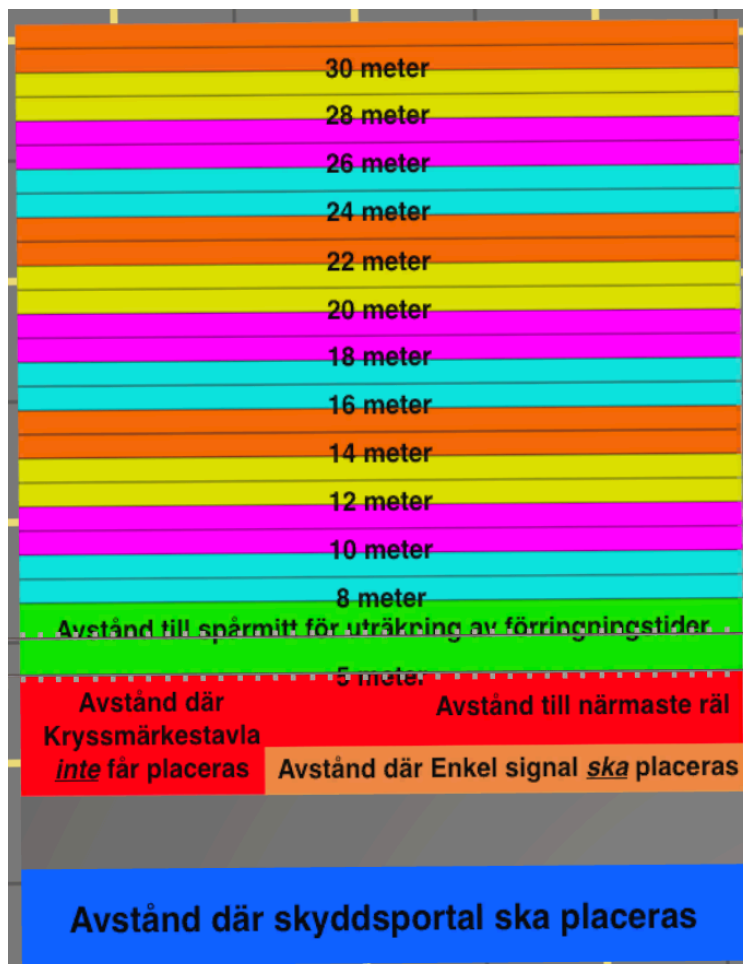 30 meter
28 meter
26 meter
24 meter
22 meter
20 meter
18 meter
16 meter
14 meter
12 meter
10 meter
8 meter
Avstånd till spårmitt för uträkning av förringningstider
5 meter
Avstånd där
Kryssmärkestavla
inte får placeras
Avstånd till närmaste räl
Avstånd där Enkel signal ska placeras
Avstånd där skyddsportal ska placeras